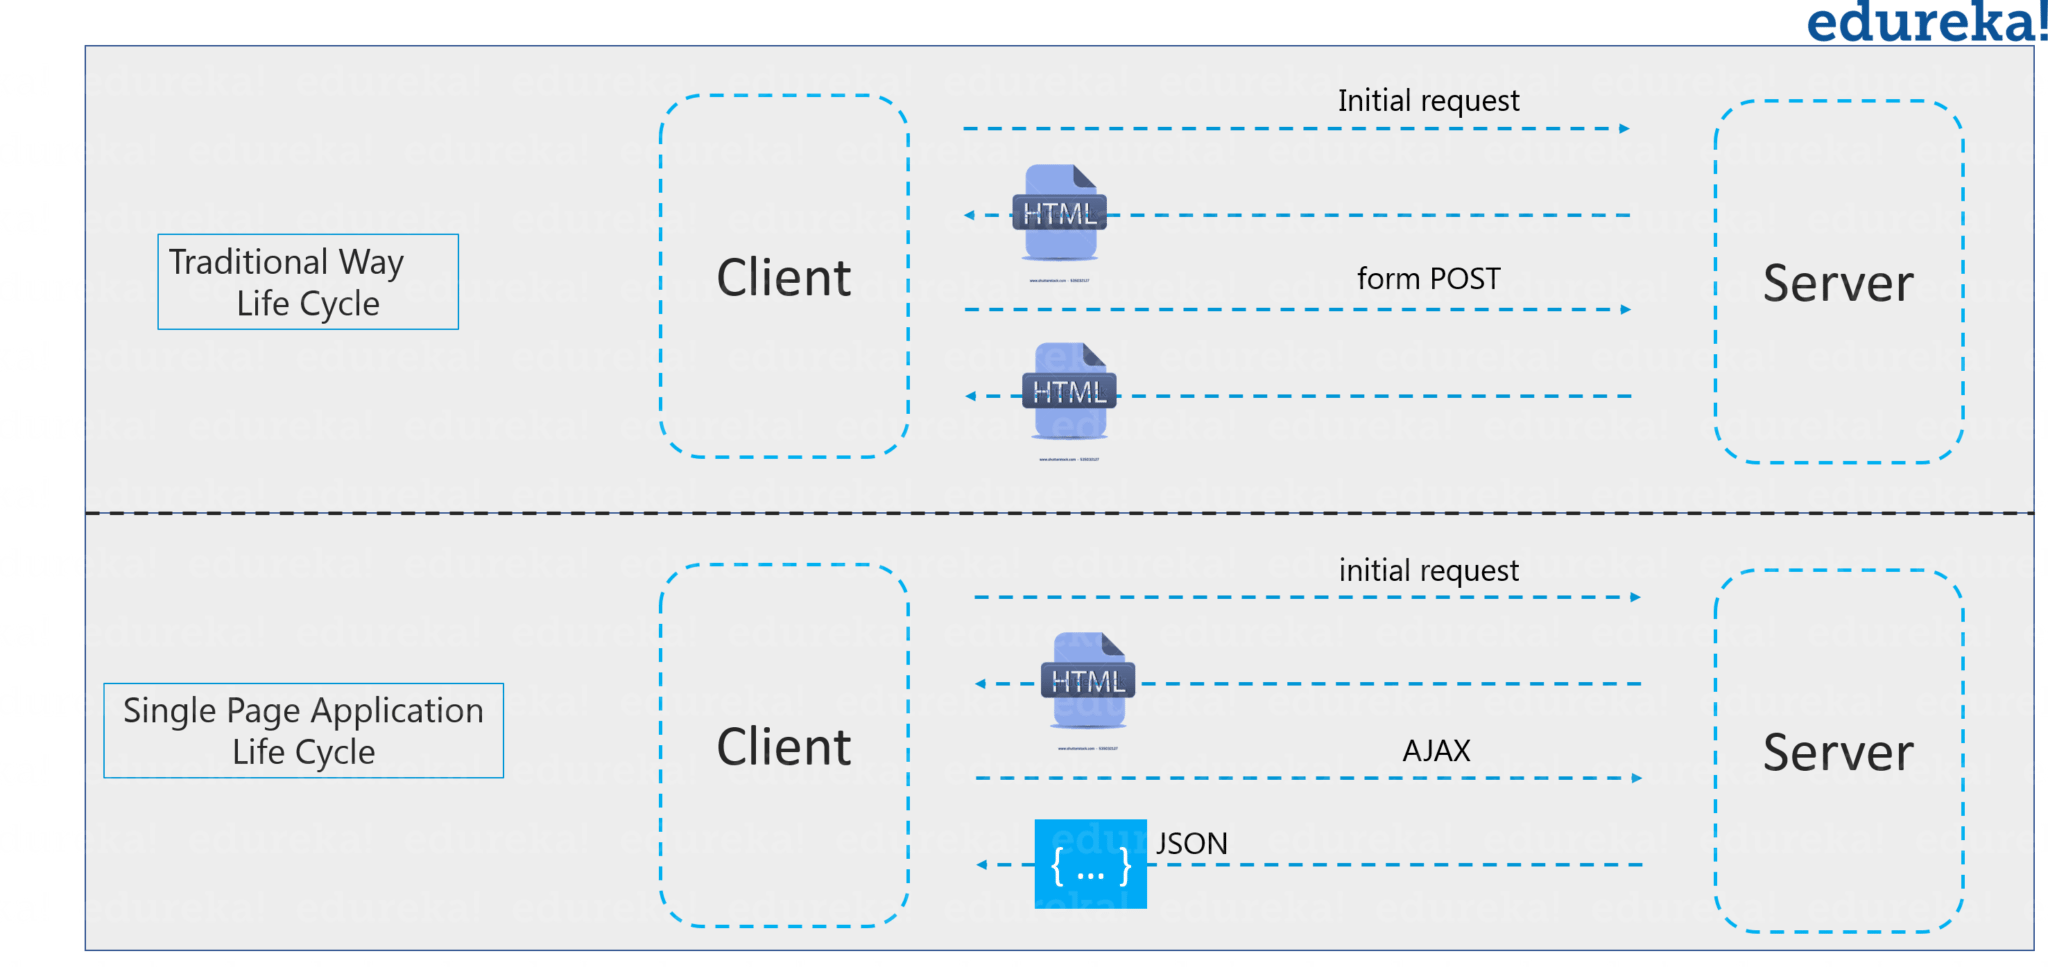 edureka!
Initial request
HTML
Traditional Way
Life Cycle
Client
form POST
Server
HTML
initial request
HTML
Single Page Application
Life Cycle
Client
AJAX
Server
JSON
{ ... }